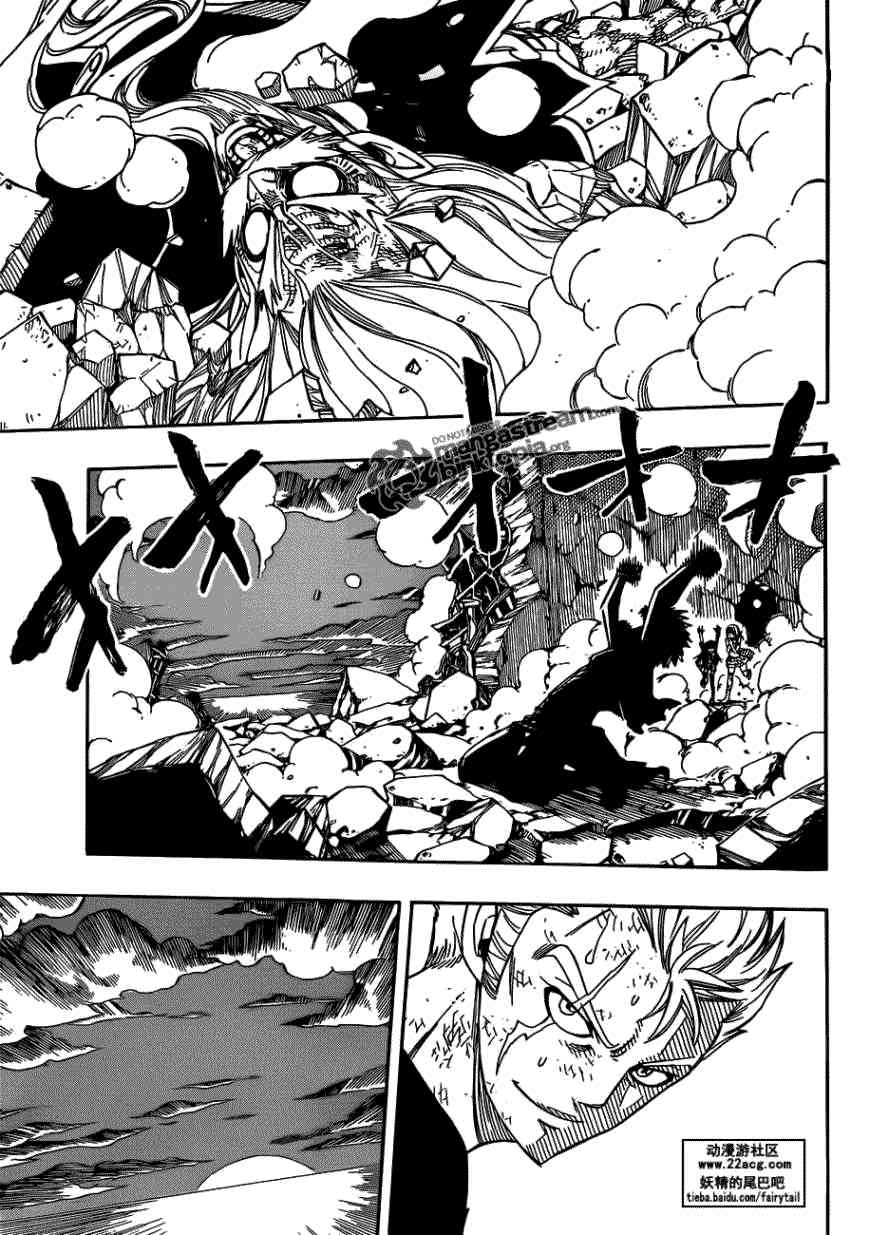 DO NOT MIRROR
mangastream.com
binktopia.org
动漫游社区
www.22acg.com
妖精的尾巴吧
tieba.baidu.com/fairytail